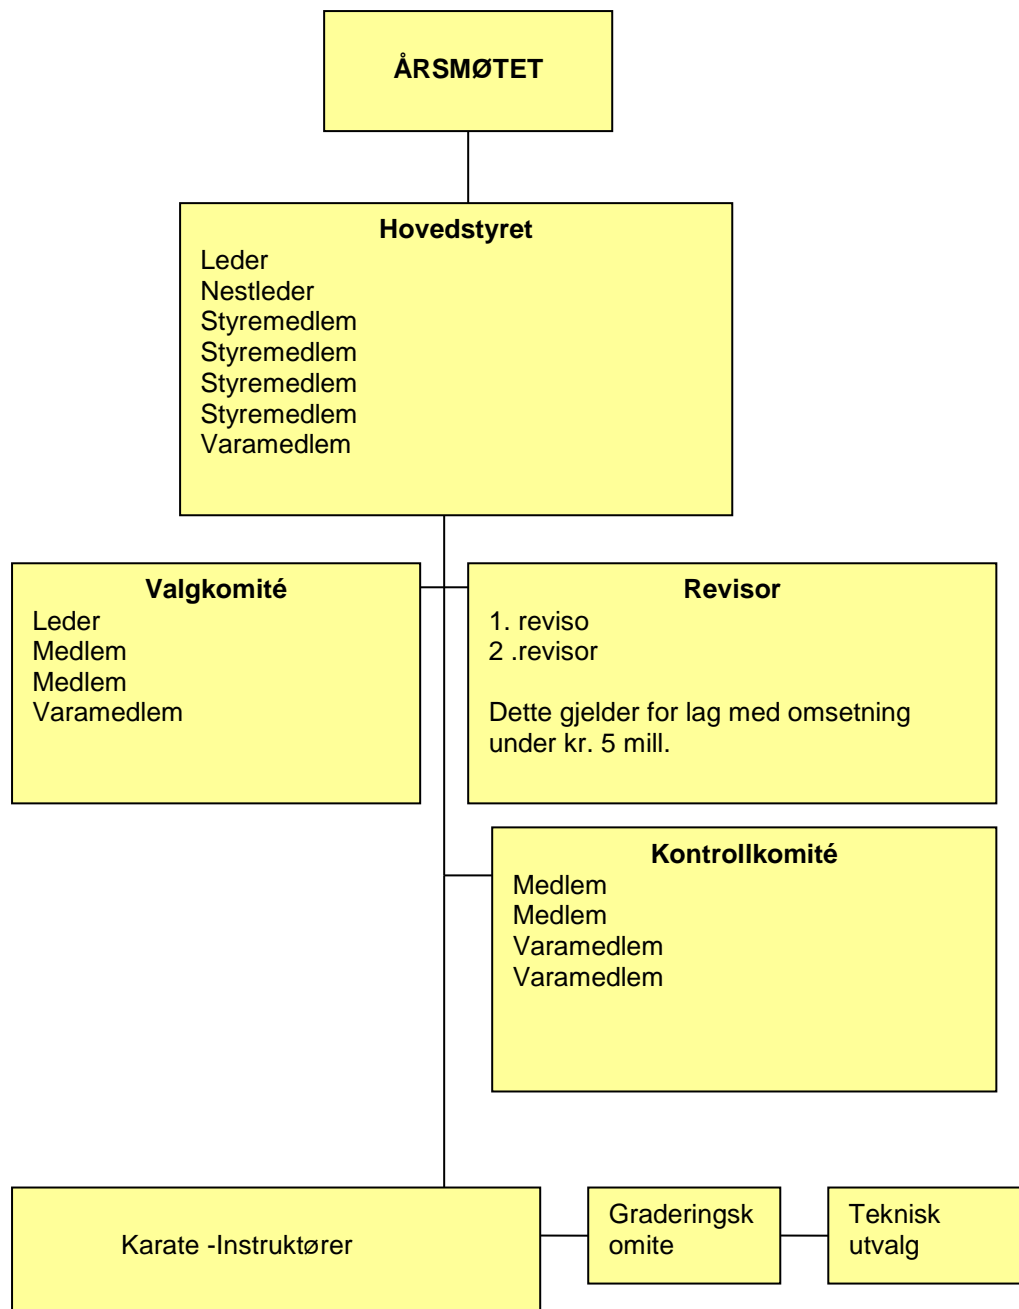 ÅRSMØTET
Hovedstyret
Leder
Nestleder
Styremedlem
Styremedlem
Styremedlem
Styremedlem
Varamedlem
Valgkomité
Leder
Medlem
Medlem
Varamedlem
Revisor
1. reviso
2 .revisor
Dette gjelder for lag med omsetning
under kr. 5 mill.
Kontrollkomité
Medlem
Medlem
Varamedlem
Varamedlem
Karate -Instruktører
Graderingsk
omite
Teknisk
utvalg